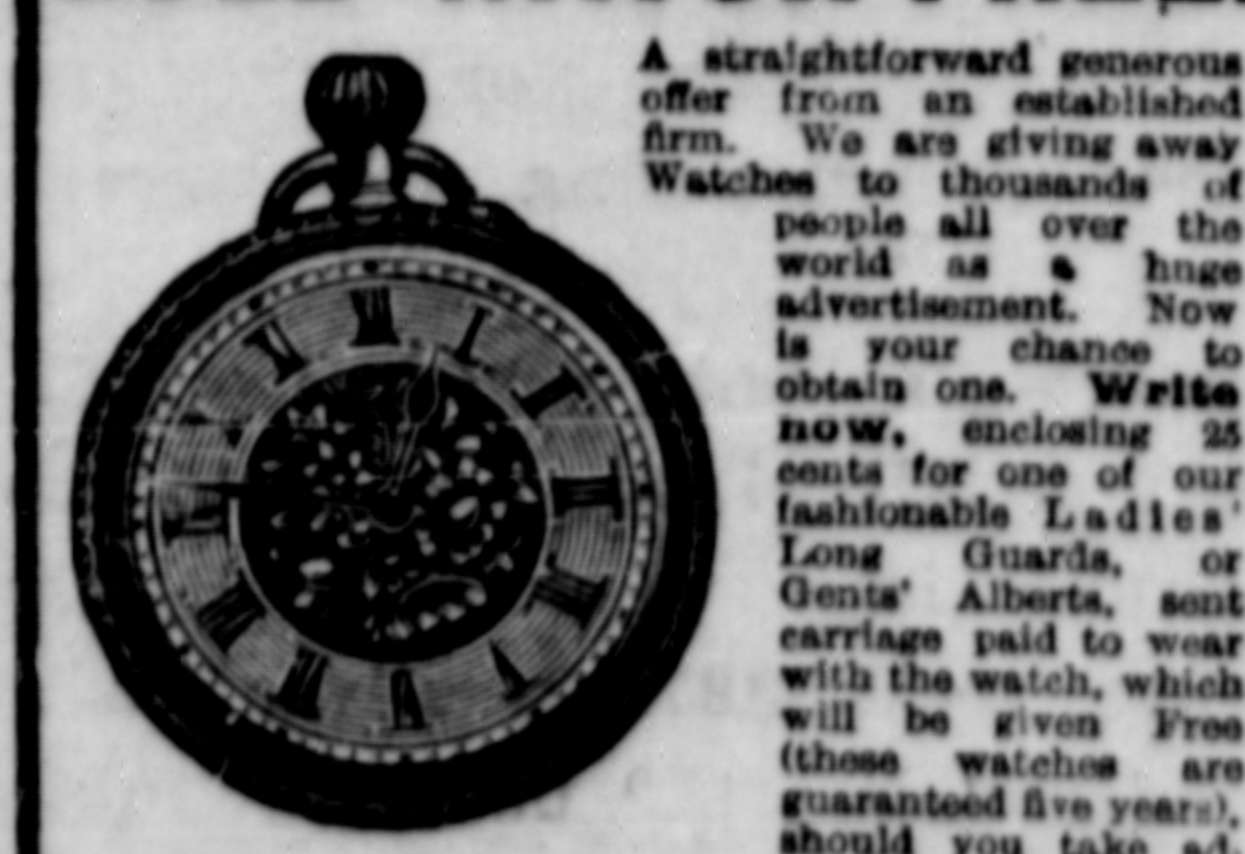 A straightforward generous
offer from an established
firm. We are giving away
Watches to thousands of
people all over the
world as a huge
advertisement. Now
is your chance to
obtain one. Write
now, enclosing 25
cents for one of our
fashionable Ladies'
Long Guards, or
Gents' Alberts, sent
carriage paid to wear
with the watch, which
will be given Free
(these watches are
guaranteed five years),
should you take ad-